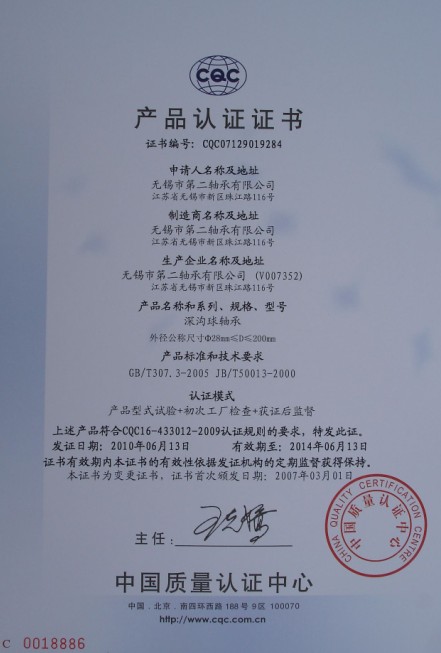 CQC
产品认证证书
证书编号：CQC07129019284
申请人名称及地址
无锡市第二轴承有限公司
江苏省无锡市新区珠江路116号
制造商名称及地址
无锡市第二轴承有限公司
江苏省无锡市新区珠江路116号
生产企业名称及地址
无锡市第二轴承有限公司 (V007352)
江苏省无锡市新区珠江路116号
产品名称和系列、规格、型号
深沟球轴承
外径公称尺寸Φ28mm≤D≤200mm
产品标准和技术要求
GB/T307.3-2005 JB/T50013-2000
认证模式
产品型式试验+初次工厂检查+获证后监督
上述产品符合CQC16-433012-2009认证规则的要求，特发此证。
发证日期：2010年06月13日 有效期至：2014年06月13日
证书有效期内本证书的有效性依据发证机构的定期监督获得保持。
本证书为变更证书，证书首次颁发日期：2007年03月01日
主任：
CHINA QUALITY CERTIFICATION CENTRE
中国质量认证中心
中国质量认证中心
中国．北京．南四环西路188号9区 100070
http://www.cqc.com.cn
C 0018886